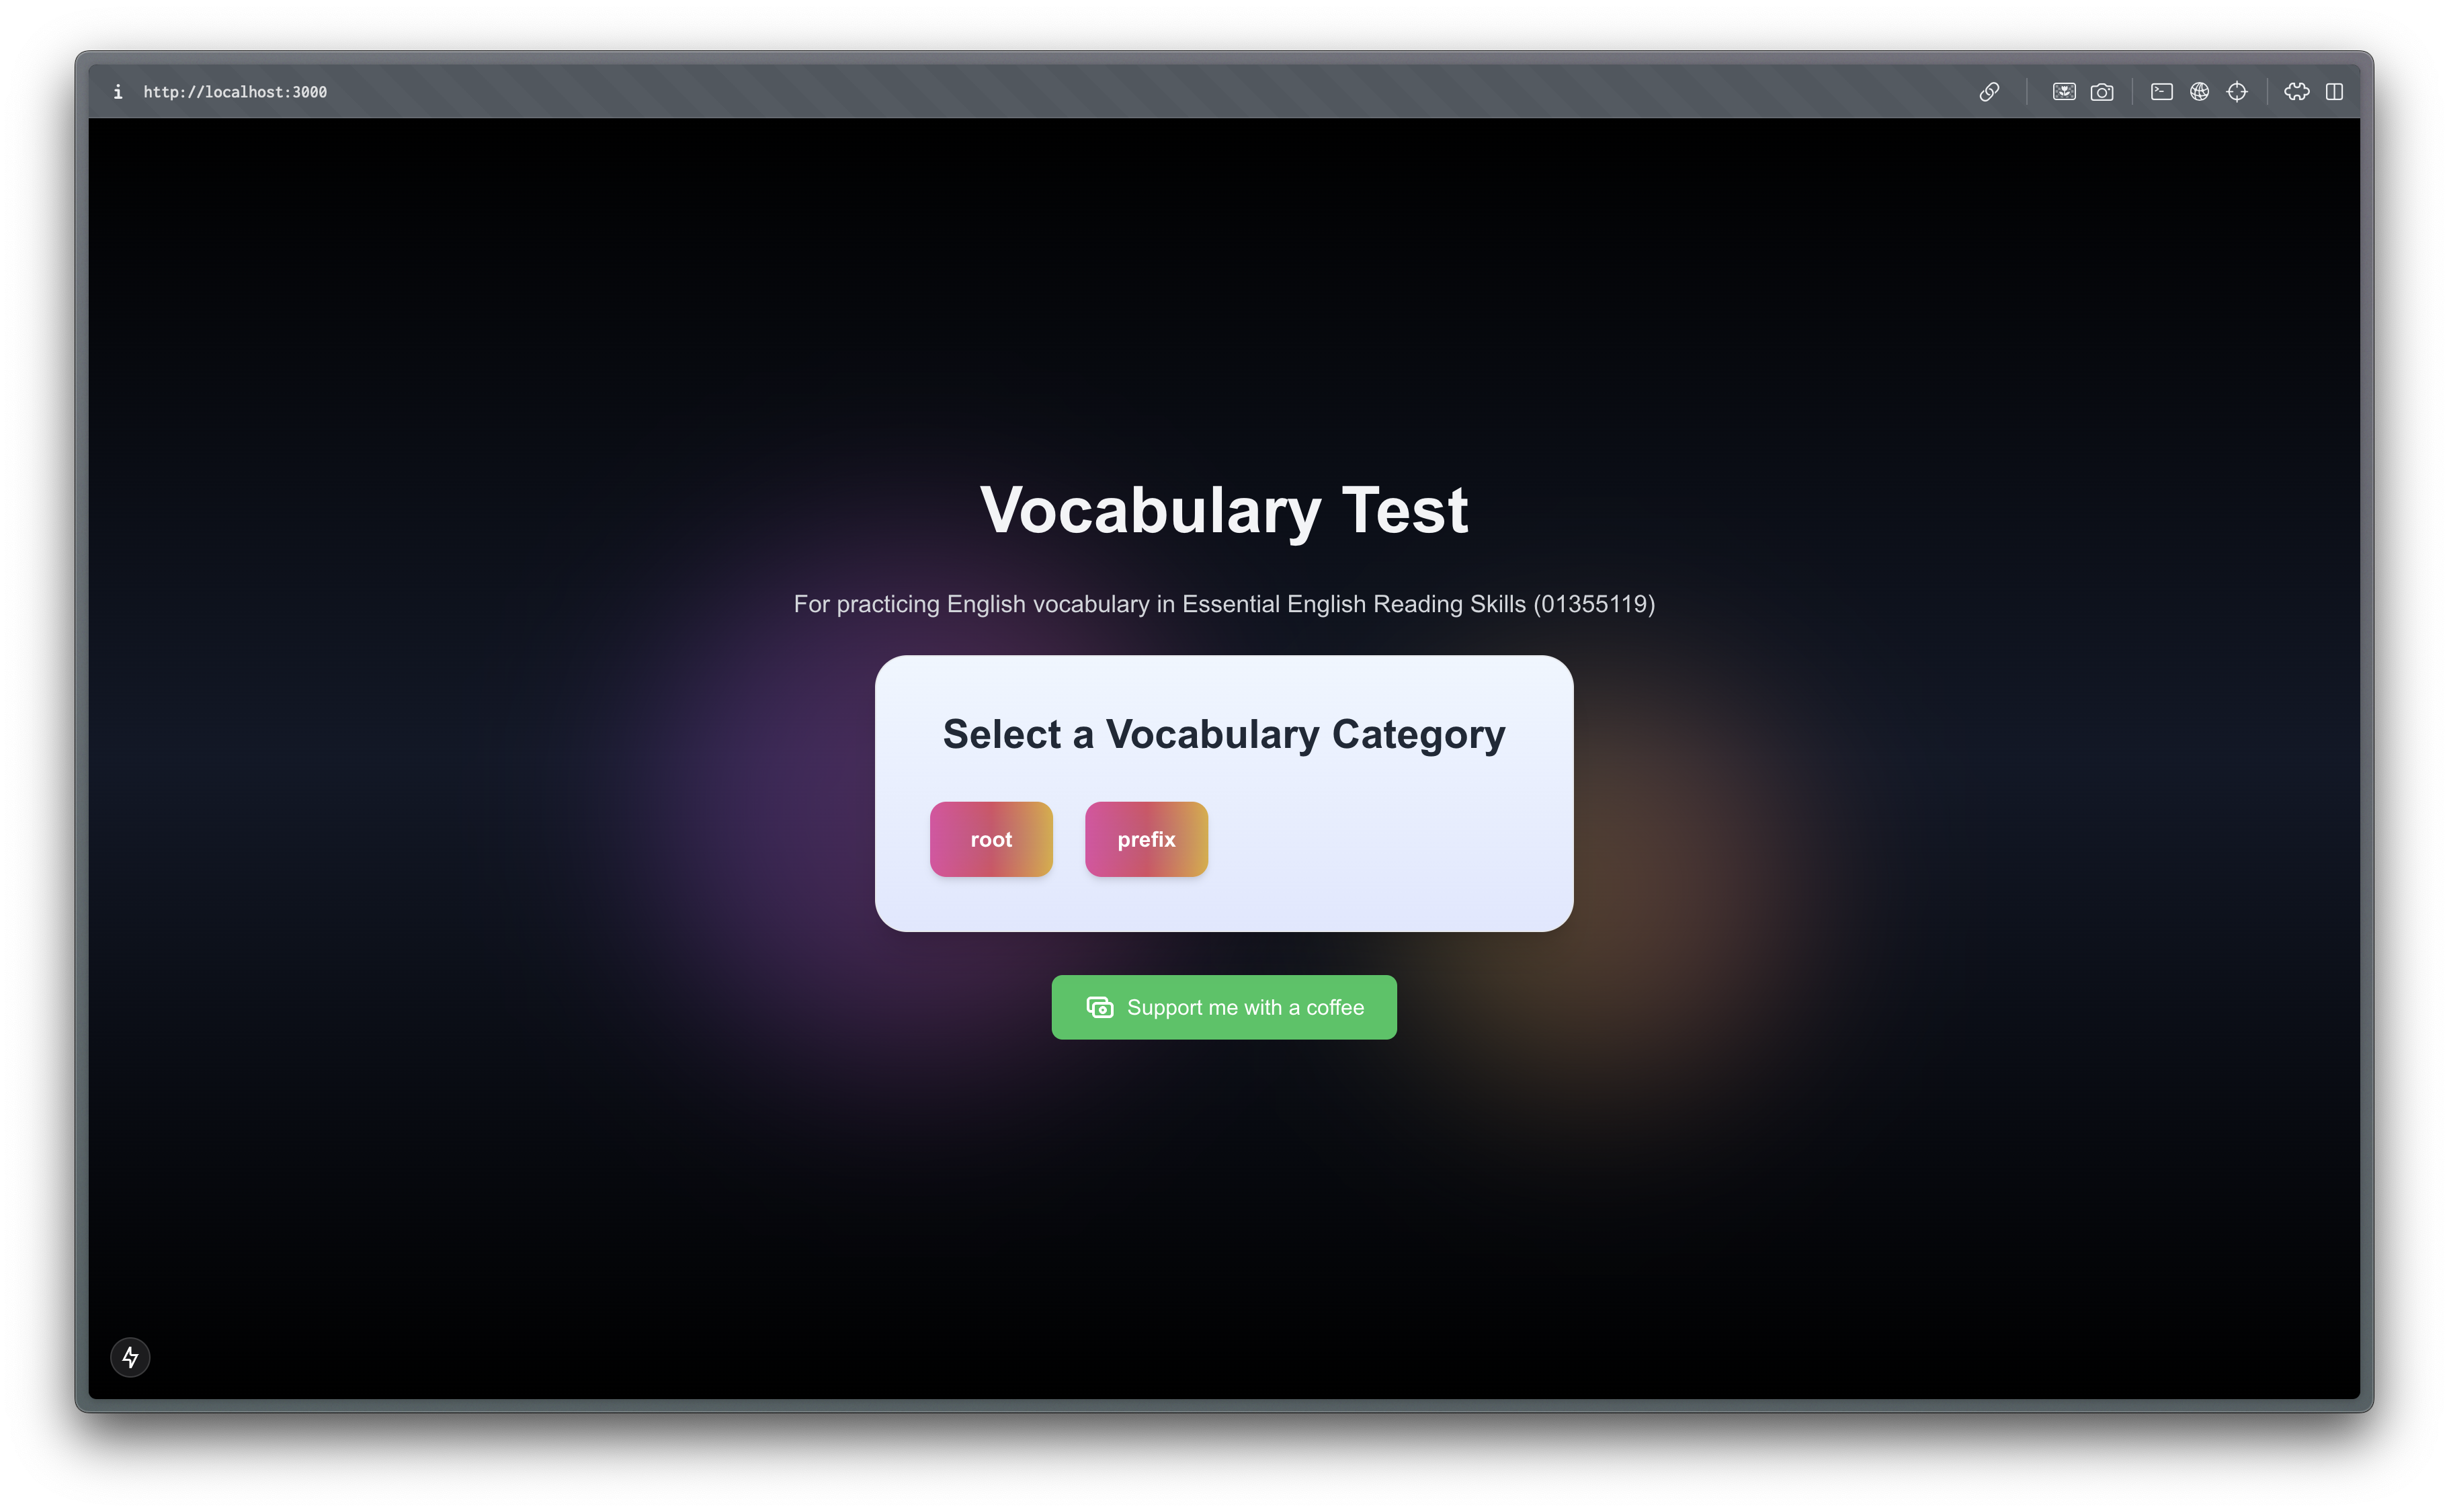 i http://localhost:3000
Vocabulary Test
For practicing English vocabulary in Essential English Reading Skills (01355119)
Select a Vocabulary Category
root prefix
Support me with a coffee